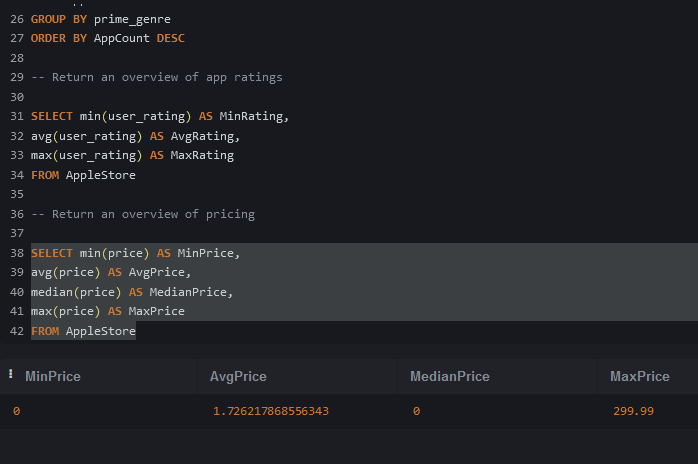 26 GROUP BY prime_genre
27 ORDER BY AppCount DESC
28
29 -- Return an overview of app ratings
30
31 SELECT min(user_rating) AS MinRating,
32 avg(user_rating) AS AvgRating,
33 max(user_rating) AS MaxRating
34 FROM AppleStore
35
36 -- Return an overview of pricing
37
38 SELECT min(price) AS MinPrice,
39 avg(price) AS AvgPrice,
40 median(price) AS MedianPrice,
41 max(price) AS MaxPrice
42 FROM AppleStore
MinPrice AvgPrice MedianPrice MaxPrice
0 1.726217868556343 0 299.99